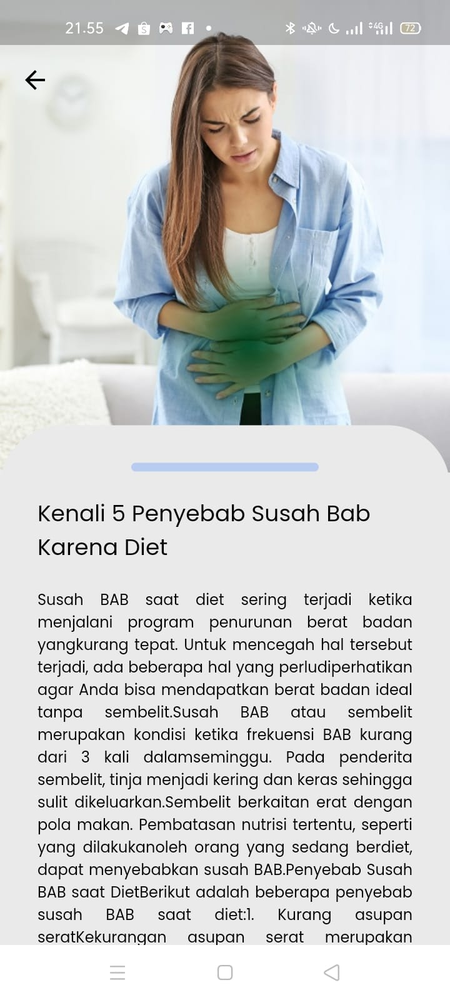 21.55
4G
72
Kenali 5 Penyebab Susah Bab
Karena Diet
Susah BAB saat diet sering terjadi ketika
menjalani program penurunan berat badan
yangkurang tepat. Untuk mencegah hal tersebut
terjadi, ada beberapa hal yang perludiperhatikan
agar Anda bisa mendapatkan berat badan ideal
tanpa sembelit.Susah BAB atau sembelit
merupakan kondisi ketika frekuensi BAB kurang
dari 3 kali dalamseminggu. Pada penderita
sembelit, tinja menjadi kering dan keras sehingga
sulit dikeluarkan.Sembelit berkaitan erat dengan
pola makan. Pembatasan nutrisi tertentu, seperti
yang dilakukanoleh orang yang sedang berdiet,
dapat menyebabkan susah BAB.Penyebab Susah
BAB saat DietBerikut adalah beberapa penyebab
susah BAB saat diet:1. Kurang asupan
seratKekurangan asupan serat merupakan